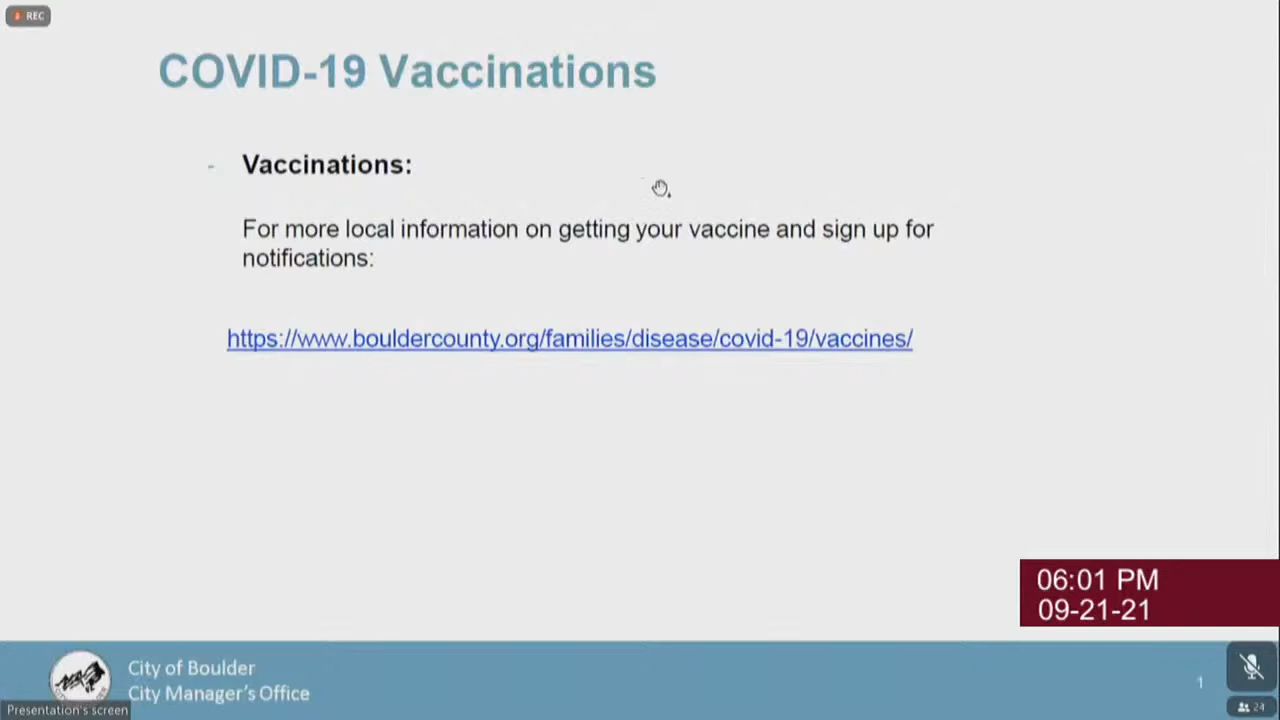 REC
COVID-19 Vaccinations
- Vaccinations:
For more local information on getting your vaccine and sign up for
notifications:
https://www.bouldercounty.org/families/disease/covid-19/vaccines/
06:01 PM
09-21-21
City of Boulder
City Manager's Office
1
Presentation's screen
24